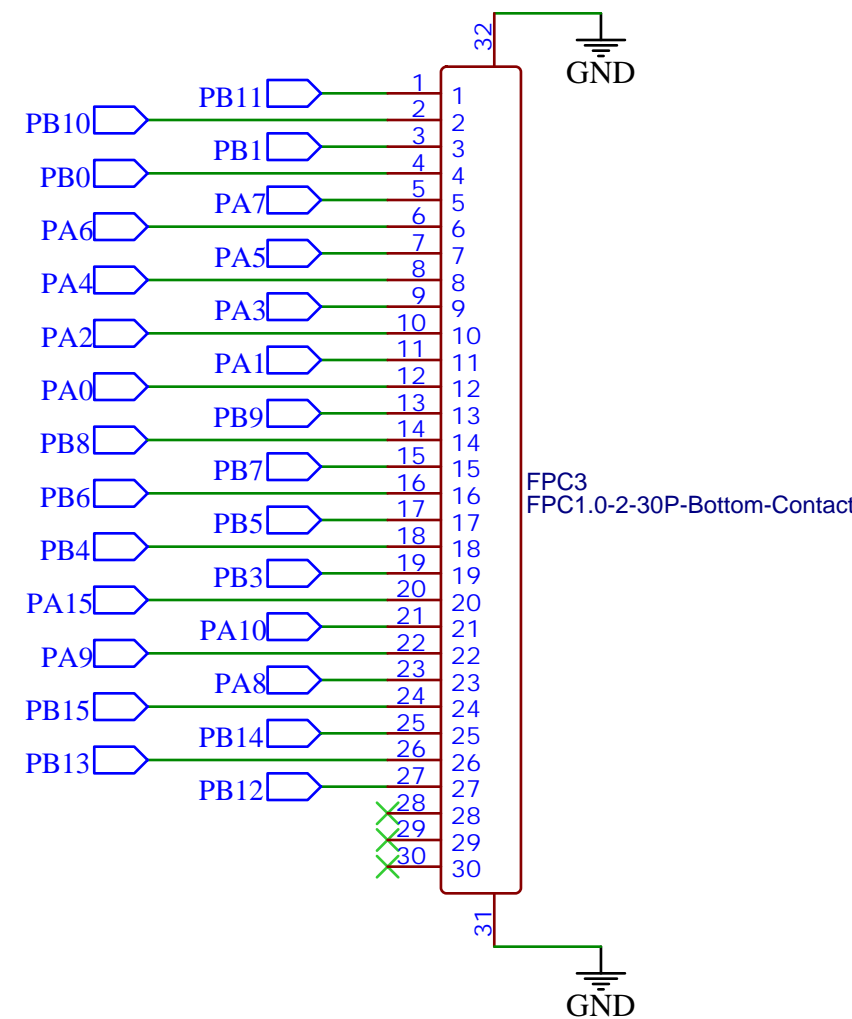 32
GND
PB11 1 1
PB10 2 2
PB1 3 3
PB0 4 4
PA7 5 5
PA6 6 6
PA5 7 7
PA4 8 8
PA3 9 9
PA2 10 10
PA1 11 11
PA0 12 12
PB9 13 13
PB8 14 14
PB7 15 15
PB6 16 16
PB5 17 17
PB4 18 18
PB3 19 19
PA15 20 20
PA10 21 21
PA9 22 22
PA8 23 23
PB15 24 24
PB14 25 25
PB13 26 26
PB12 27 27
28 28
29 29
30 30
FPC3
FPC1.0-2-30P-Bottom-Contact
31
GND